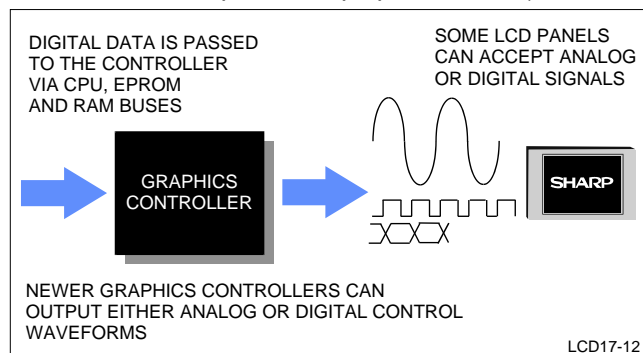 DIGITAL DATA IS PASSED
TO THE CONTROLLER
VIA CPU, EPROM
AND RAM BUSES
SOME LCD PANELS
CAN ACCEPT ANALOG
OR DIGITAL SIGNALS
GRAPHICS
CONTROLLER
SHARP
NEWER GRAPHICS CONTROLLERS CAN
OUTPUT EITHER ANALOG OR DIGITAL CONTROL
WAVEFORMS
LCD17-12